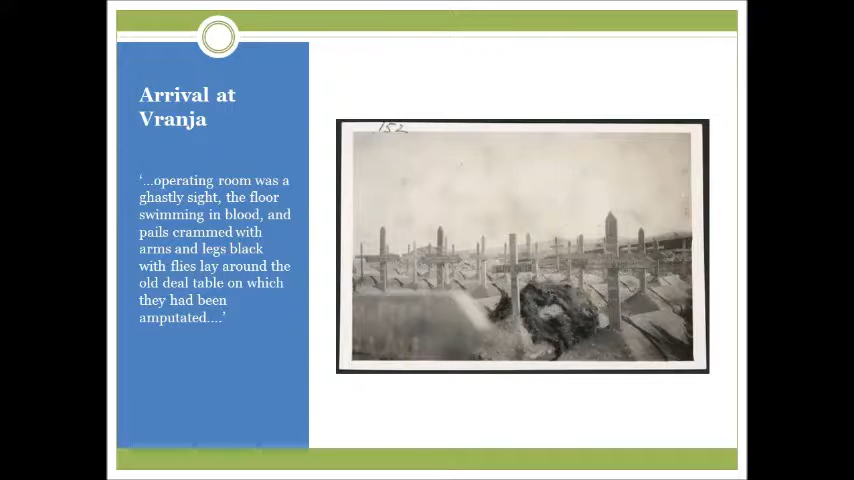 Arrival at
Vranja
‘...operating room was a
ghastly sight, the floor
swimming in blood, and
pails crammed with
arms and legs black
with flies lay around the
old deal table on which
they had been
amputated....’
152